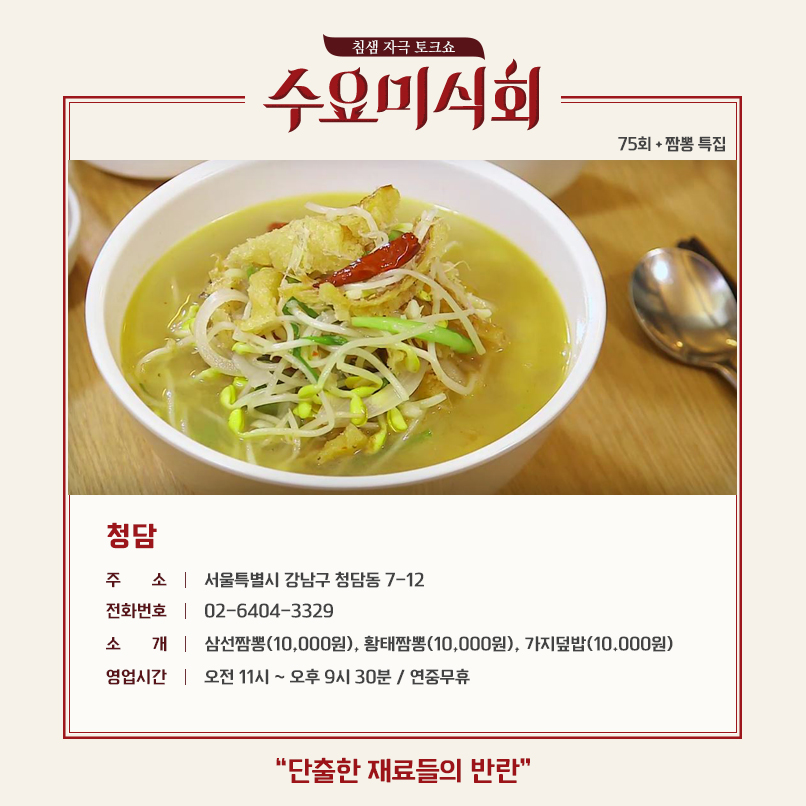 침샘 자극 토크쇼
수요미식회
75회 + 짬뽕 특집
청담
주 소 | 서울특별시 강남구 청담동 7-12
전화번호 | 02-6404-3329
소 개 | 삼선짬뽕(10,000원), 황태짬뽕(10,000원), 가지덮밥(10.000원)
영업시간 | 오전 11시 ~ 오후 9시 30분 / 연중무휴
“단출한 재료들의 반란”